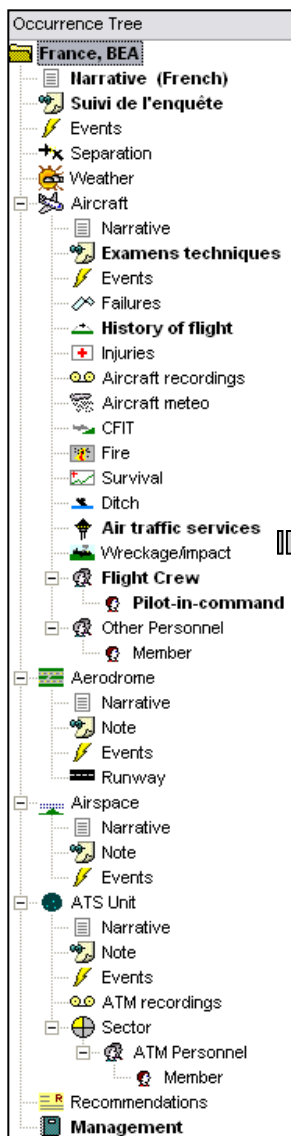 Occurrence Tree
France, BEA
Narrative (French)
Suivi de l'enquête
Events
Separation
Weather
Aircraft
Narrative
Examens techniques
Events
Failures
History of flight
Injuries
Aircraft recordings
Aircraft meteo
CFIT
Fire
Survival
Ditch
Air traffic services
Wreckage/impact
Flight Crew
Pilot-in-command
Other Personnel
Member
Aerodrome
Narrative
Note
Events
Runway
Airspace
Narrative
Note
Events
ATS Unit
Narrative
Note
Events
ATM recordings
Sector
ATM Personnel
Member
R Recommendations
Management